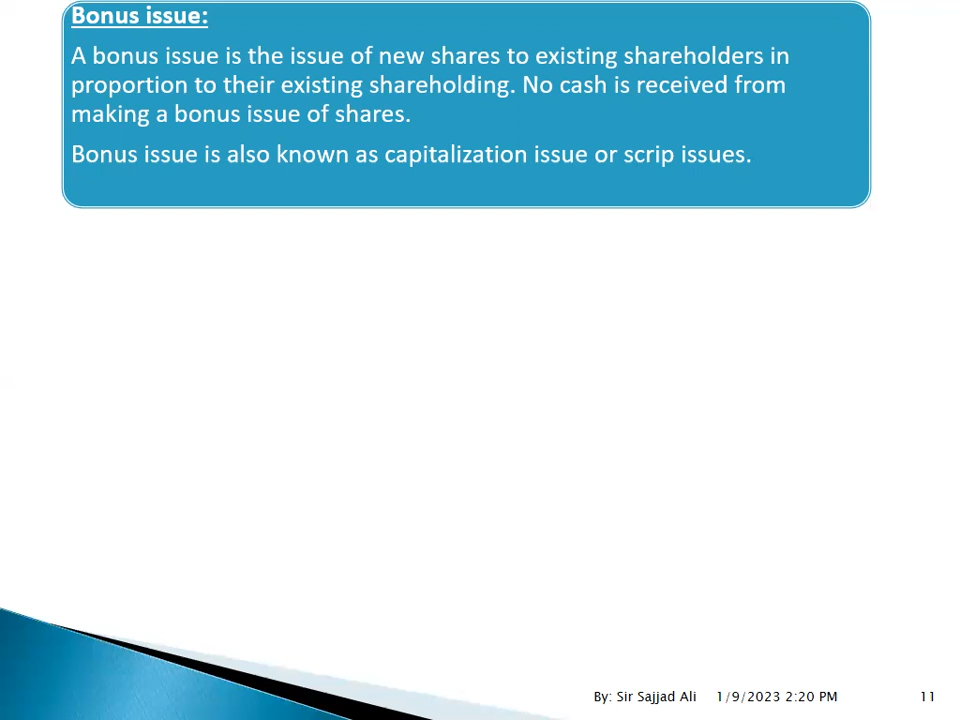 Bonus issue:
A bonus issue is the issue of new shares to existing shareholders in
proportion to their existing shareholding. No cash is received from
making a bonus issue of shares.
Bonus issue is also known as capitalization issue or scrip issues.
By: Sir Sajjad Ali 1/9/2023 2:20 PM 11